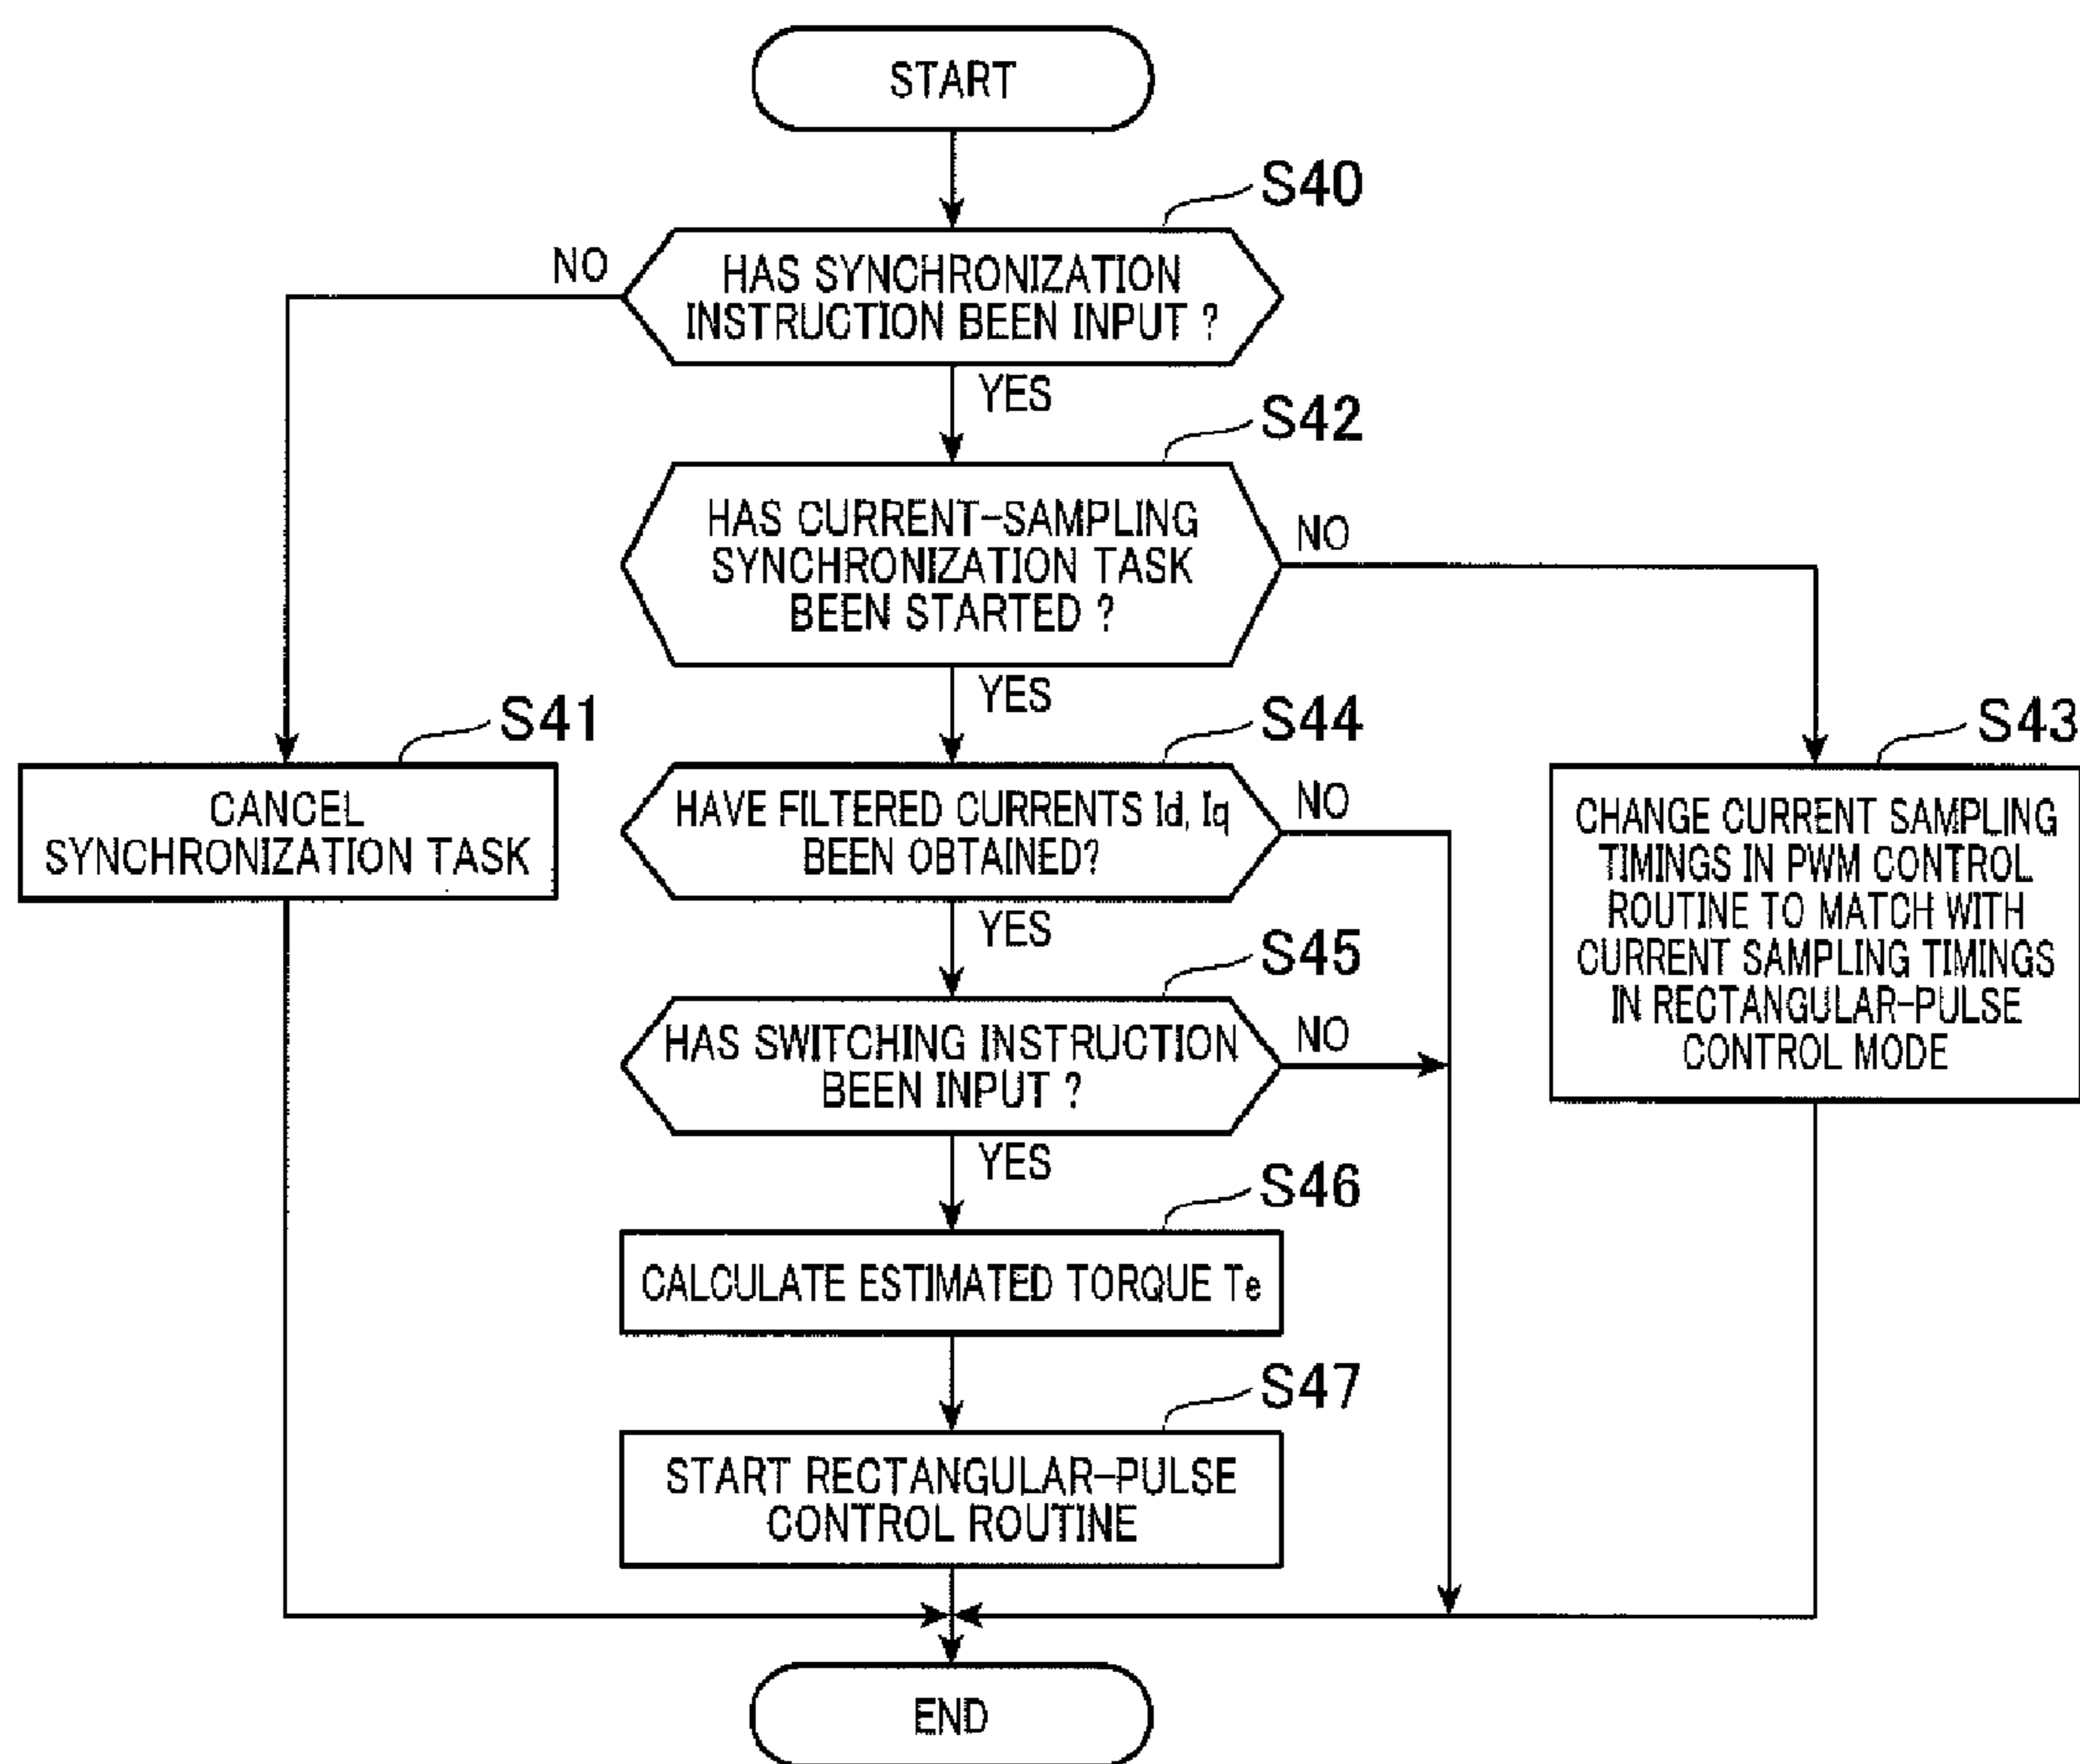 START
S40
NO
HAS SYNCHRONIZATION
INSTRUCTION BEEN INPUT ?
YES
S42
HAS CURRENT-SAMPLING
SYNCHRONIZATION TASK
BEEN STARTED ?
NO
YES
S41
CANCEL
SYNCHRONIZATION TASK
S44
HAVE FILTERED CURRENTS Id, Iq
BEEN OBTAINED?
NO
YES
S43
CHANGE CURRENT SAMPLING
TIMINGS IN PWM CONTROL
ROUTINE TO MATCH WITH
CURRENT SAMPLING TIMINGS
IN RECTANGULAR-PULSE
CONTROL MODE
S45
HAS SWITCHING INSTRUCTION
BEEN INPUT ?
NO
YES
S46
CALCULATE ESTIMATED TORQUE Te
S47
START RECTANGULAR-PULSE
CONTROL ROUTINE
END